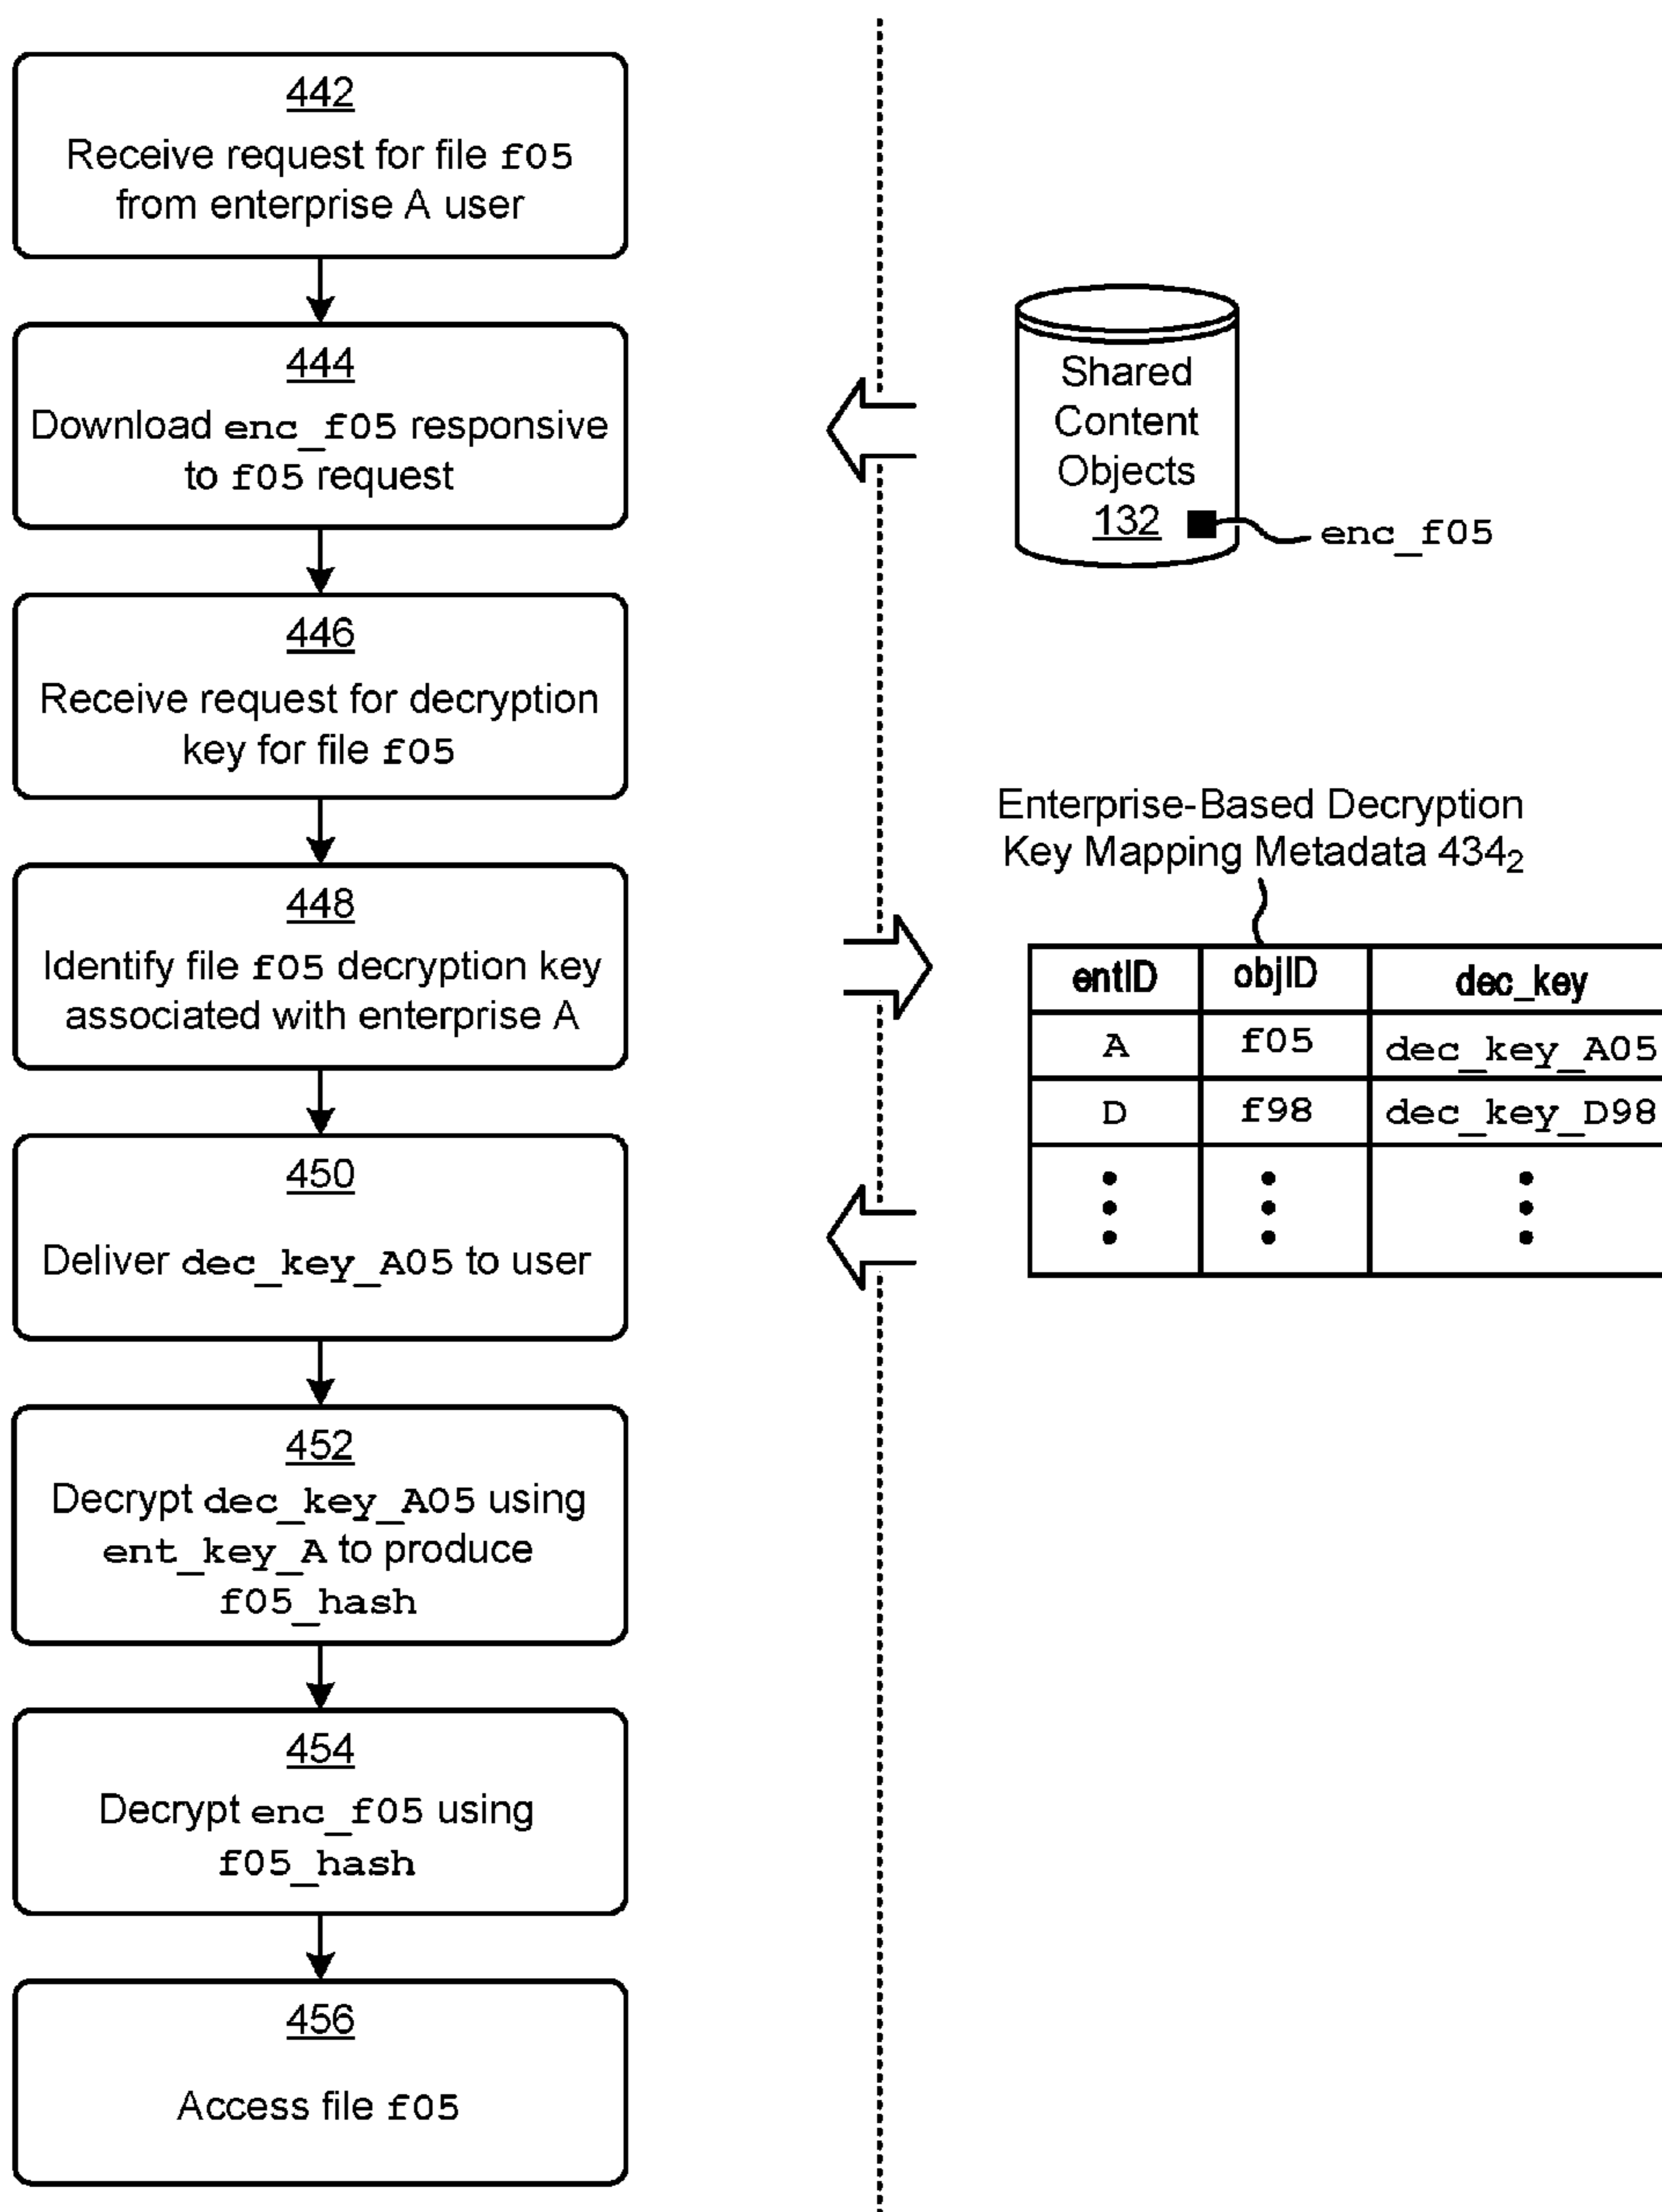 442
Receive request for file f05
from enterprise A user
444
Download enc_f05 responsive
to f05 request
446
Receive request for decryption
key for file f05
448
Identify file f05 decryption key
associated with enterprise A
450
Deliver dec_key_A05 to user
452
Decrypt dec_key_A05 using
ent_key_A to produce
f05_hash
454
Decrypt enc_f05 using
f05_hash
456
Access file f05
Shared
Content
Objects
132
enc_f05
Enterprise-Based Decryption
Key Mapping Metadata 434₂
entID objID dec_key
A f05 dec_key_A05
D f98 dec_key_D98